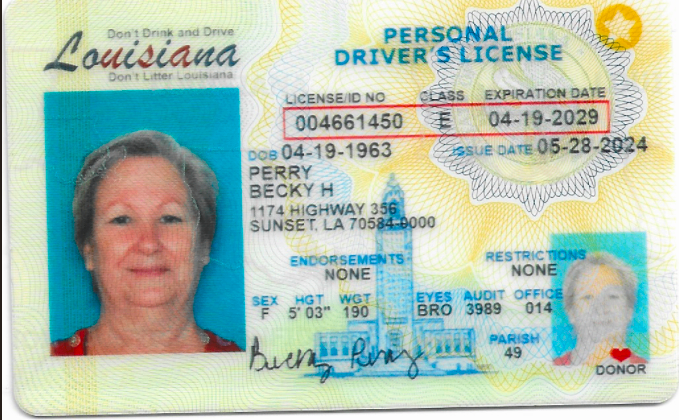 Don't Drink and Drive
Louisiana
Don't Litter Louisiana
PERSONAL
DRIVER'S LICENSE
LICENSE/ID NO CLASS EXPIRATION DATE
004661450 E 04-19-2029
DOB 04-19-1963 ISSUE DATE 05-28-2024
PERRY
BECKY H
1174 HIGHWAY 356
SUNSET, LA 70584-0000
ENDORSEMENTS RESTRICTIONS
NONE NONE
SEX HGT WGT EYES AUDIT OFFICE
F 5' 03" 190 BRO 3989 014
PARISH
49
Becky Perry
DONOR